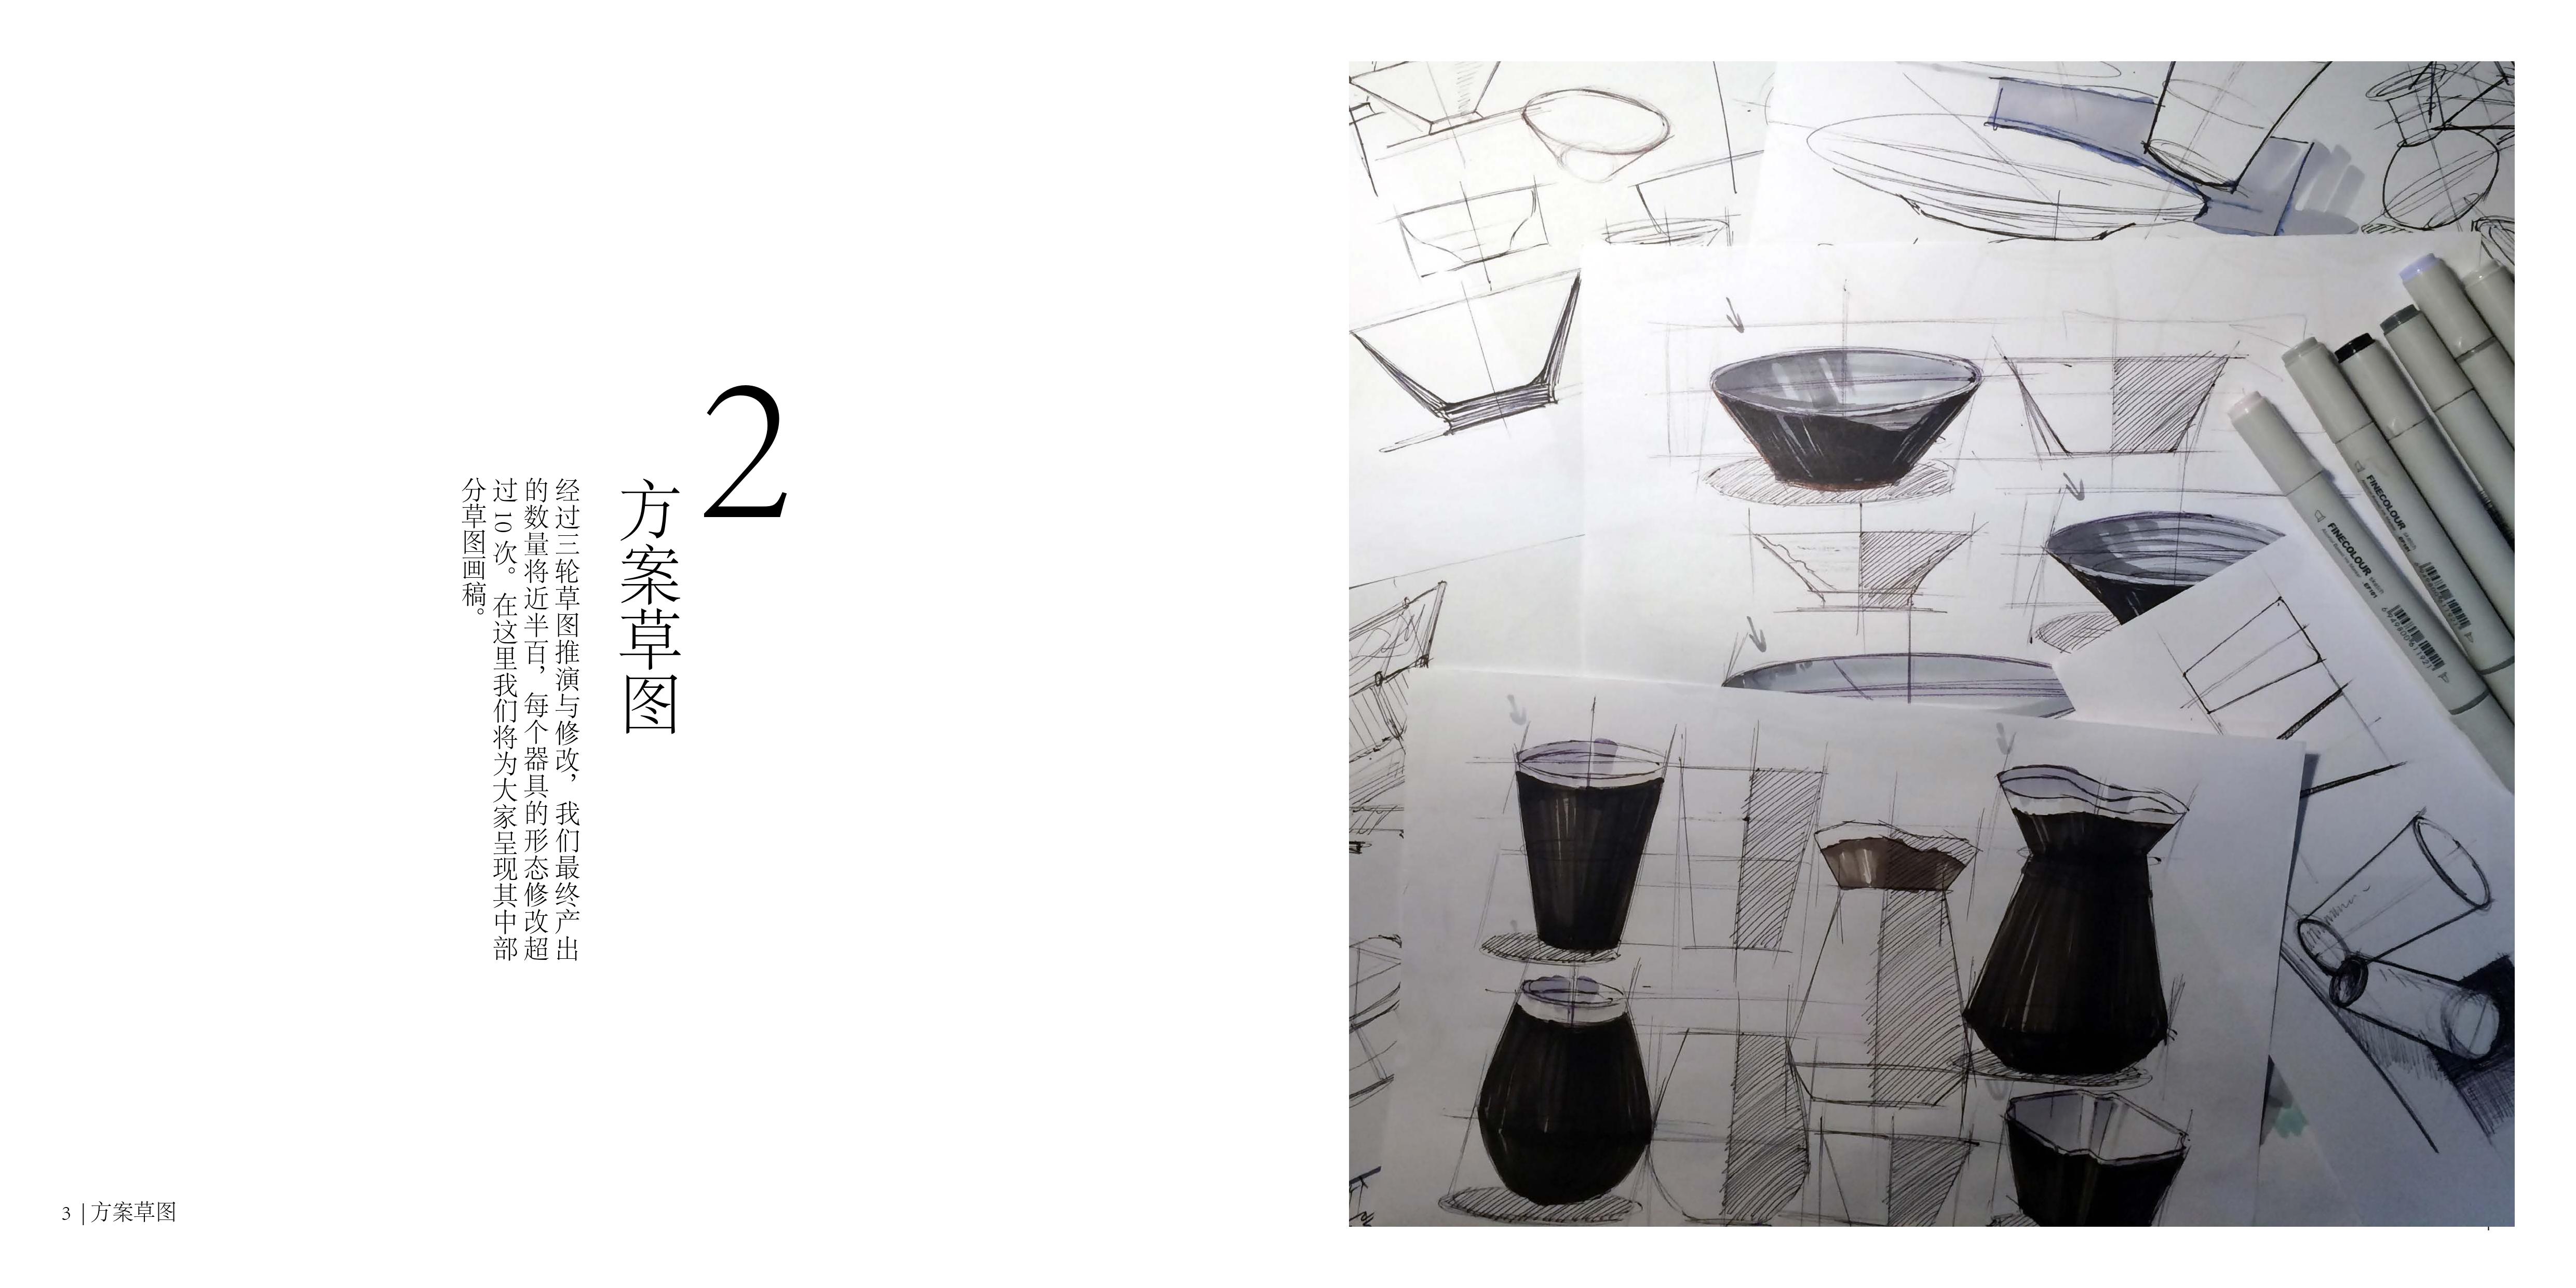 2
方案草图
经过三轮草图推演与修改，我们最终产出
的数量将近半百，每个器具的形态修改超
过10次。在这里我们将为大家呈现其中部
分草图画稿。
FINECOLOUR
FINECOLOUR
3 | 方案草图